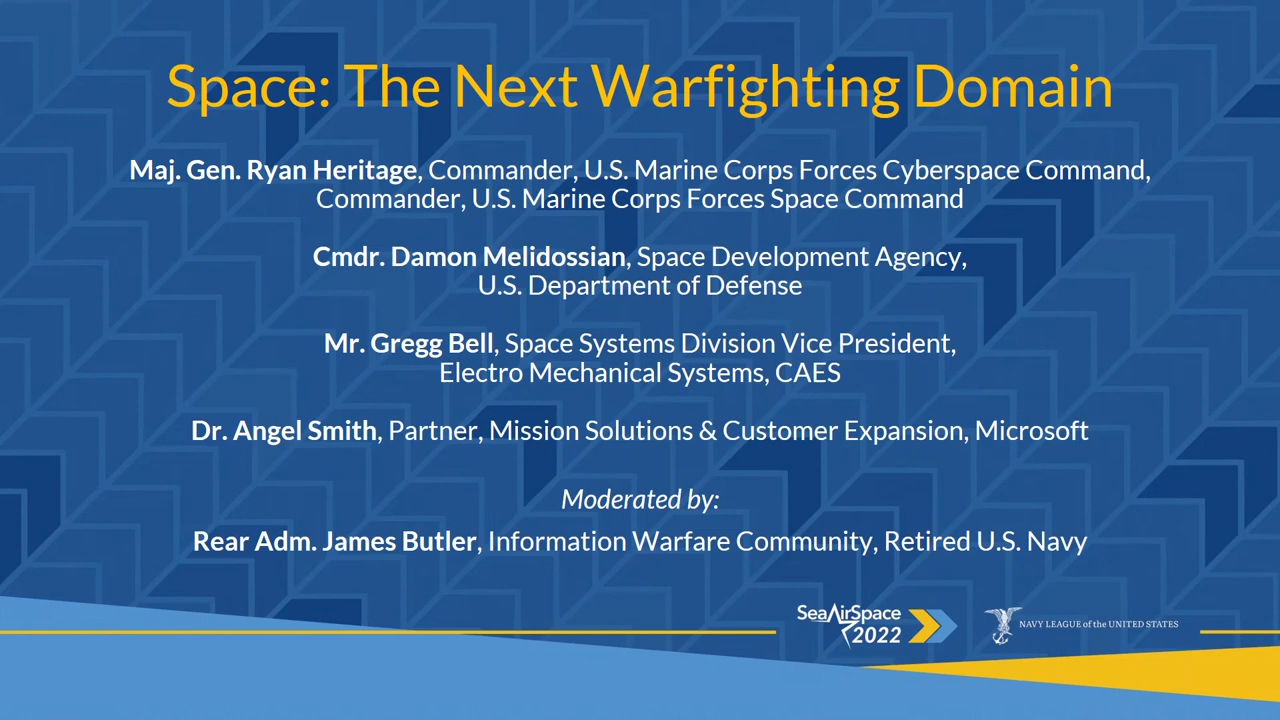 Space: The Next Warfighting Domain
Maj. Gen. Ryan Heritage, Commander, U.S. Marine Corps Forces Cyberspace Command,
Commander, U.S. Marine Corps Forces Space Command
Cmdr. Damon Melidossian, Space Development Agency,
U.S. Department of Defense
Mr. Gregg Bell, Space Systems Division Vice President,
Electro Mechanical Systems, CAES
Dr. Angel Smith, Partner, Mission Solutions & Customer Expansion, Microsoft
Moderated by:
Rear Adm. James Butler, Information Warfare Community, Retired U.S. Navy
SeaAirSpace
2022
NAVY LEAGUE of the UNITED STATES